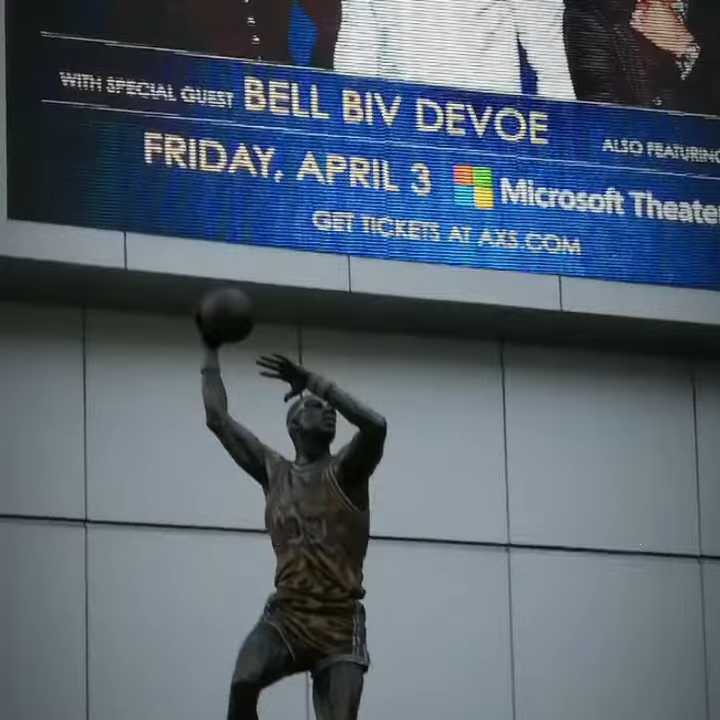 WITH SPECIAL GUEST BELL BIV DEVOE
ALSO FEATURING
FRIDAY, APRIL 3 Microsoft Theater
GET TICKETS AT AXS.COM